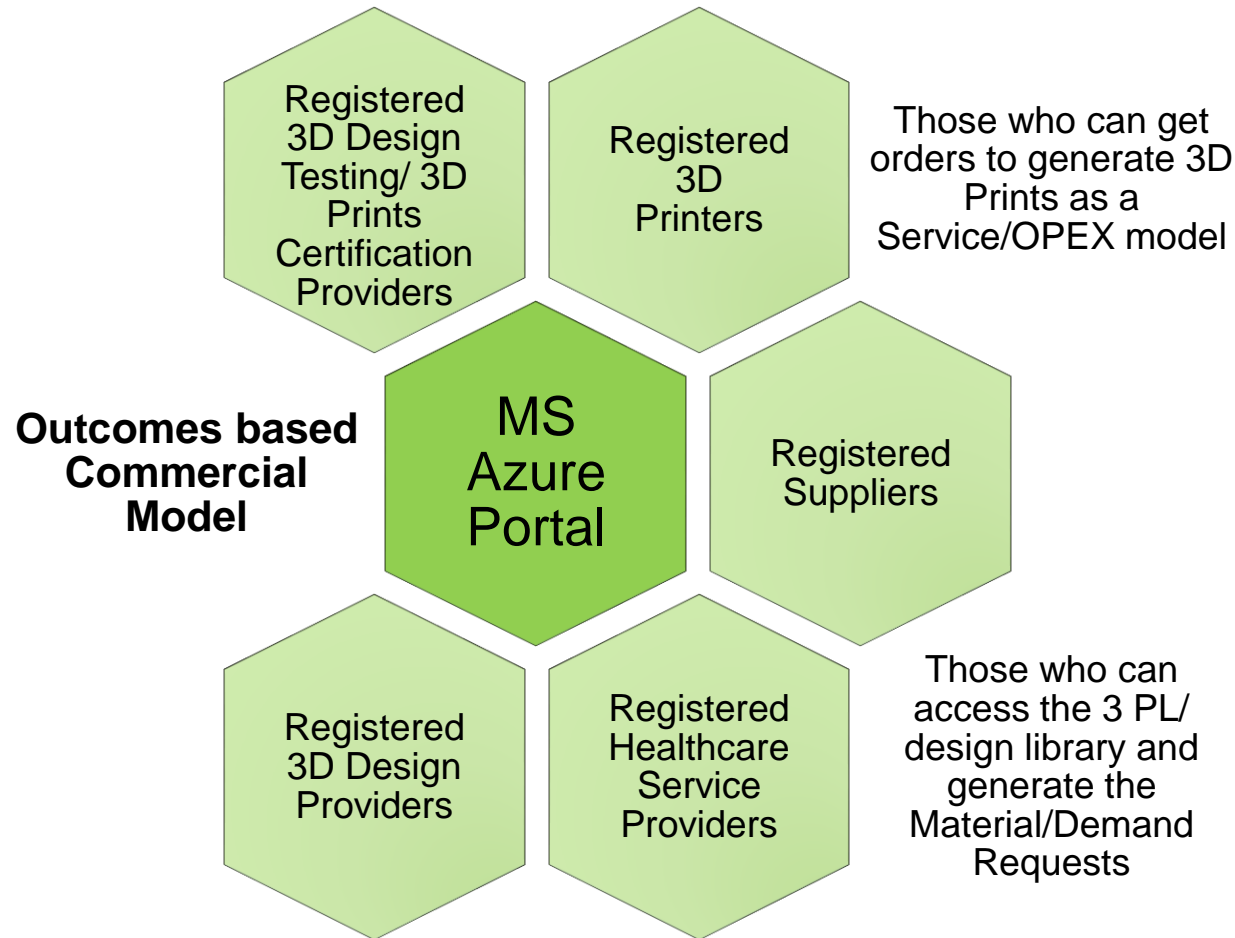 Registered
3D Design
Testing/ 3D
Prints
Certification
Providers
Registered
3D
Printers
Those who can get
orders to generate 3D
Prints as a
Service/OPEX model
Outcomes based
Commercial
Model
MS
Azure
Portal
Registered
Suppliers
Registered
3D Design
Providers
Registered
Healthcare
Service
Providers
Those who can
access the 3 PL/
design library and
generate the
Material/Demand
Requests